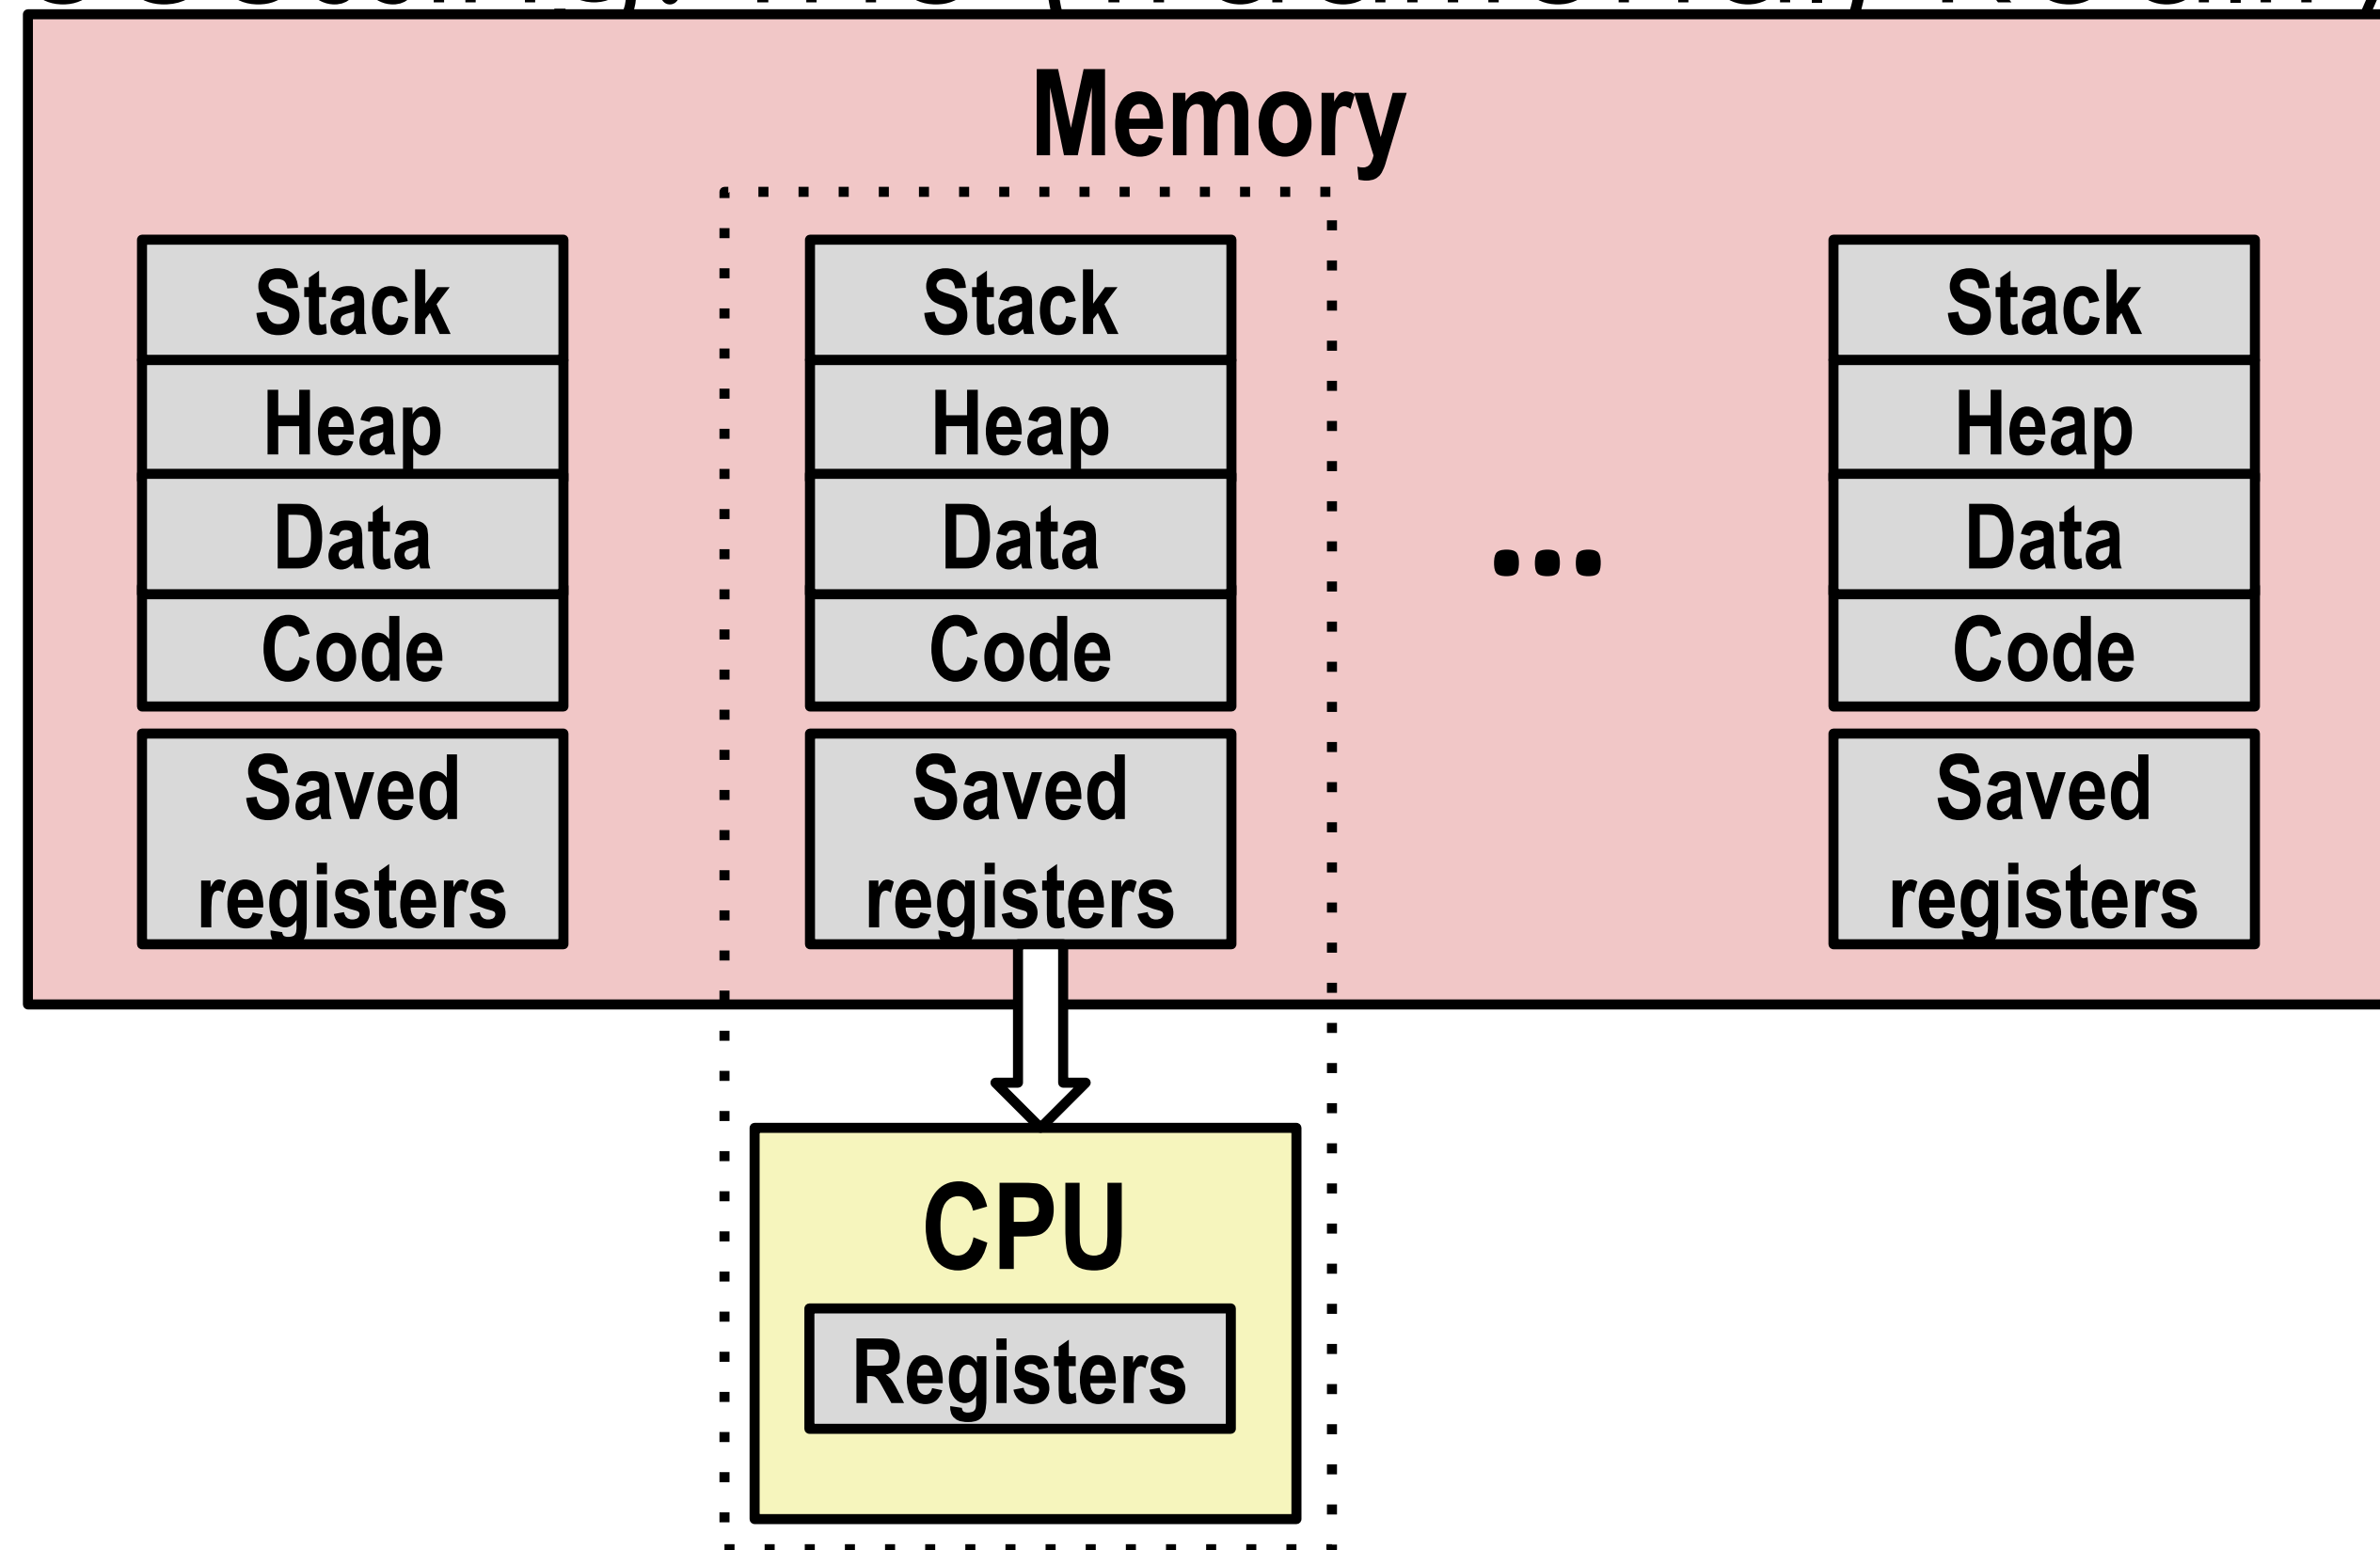 Memory
Stack
Heap
Data
Code
Saved
registers
Stack
Heap
Data
Code
Saved
registers
...
Stack
Heap
Data
Code
Saved
registers
CPU
Registers